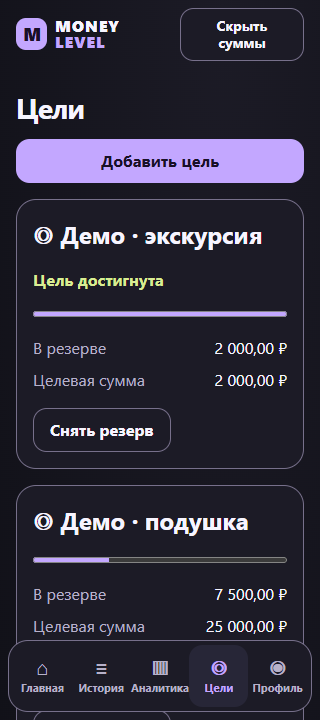 M MONEY
LEVEL
Скрыть
суммы
Цели
Добавить цель
Демо · экскурсия
Цель достигнута
В резерве 2 000,00 ₽
Целевая сумма 2 000,00 ₽
Снять резерв
Демо · подушка
В резерве 7 500,00 ₽
Целевая сумма 25 000,00 ₽
Главная История Аналитика Цели Профиль